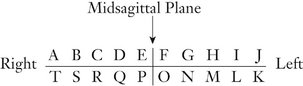 Midsagittal Plane
A B C D E F G H I J
Right Left
T S R Q P O N M L K